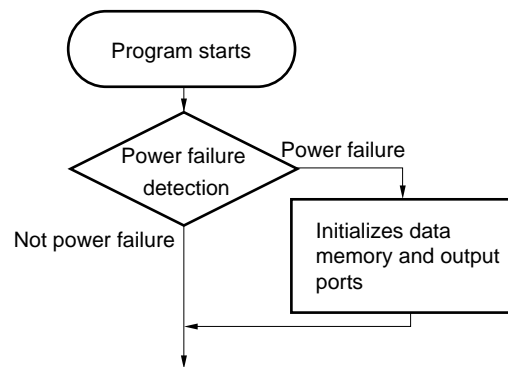 Program starts
Power failure
detection
Power failure
Not power failure
Initializes data
memory and output
ports